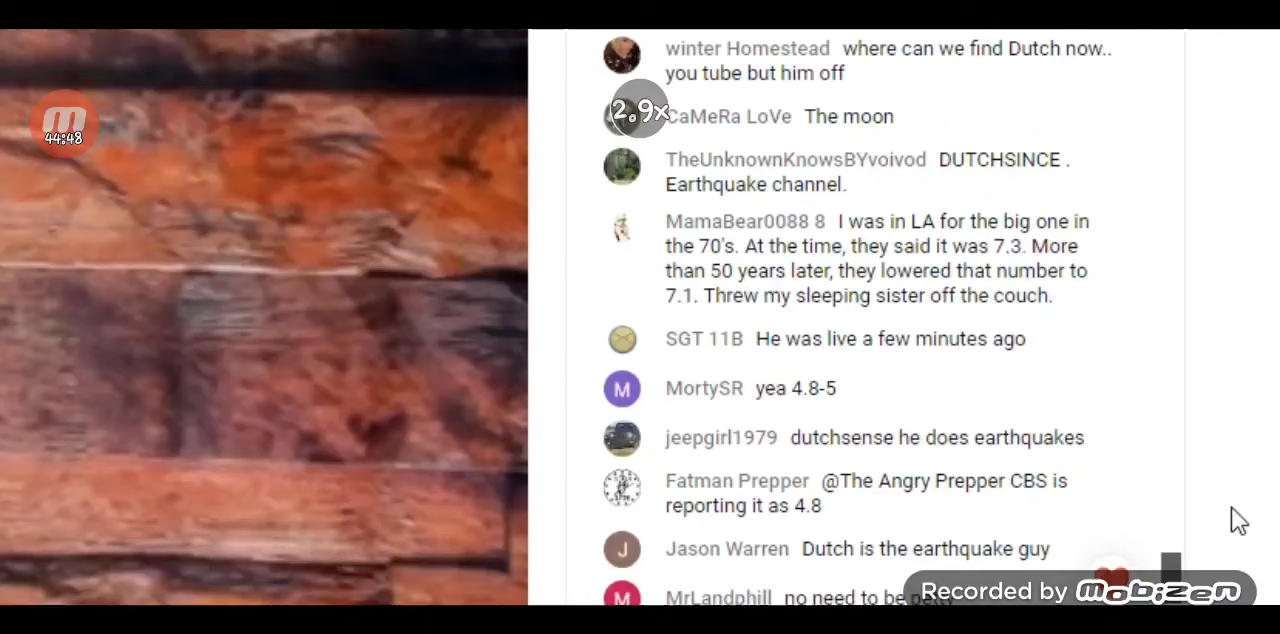 winter Homestead where can we find Dutch now..
you tube but him off
44:48
2.9x
CaMeRa LoVe The moon
TheUnknownKnowsBYvoivod DUTCHSINCE .
Earthquake channel.
MamaBear0088 8 I was in LA for the big one in
the 70's. At the time, they said it was 7.3. More
than 50 years later, they lowered that number to
7.1. Threw my sleeping sister off the couch.
SGT 11B He was live a few minutes ago
M MortySR yea 4.8-5
jeepgirl1979 dutchsense he does earthquakes
Fatman Prepper @The Angry Prepper CBS is
reporting it as 4.8
J Jason Warren Dutch is the earthquake guy
M MrLandphill no need to be
Recorded by mobizen